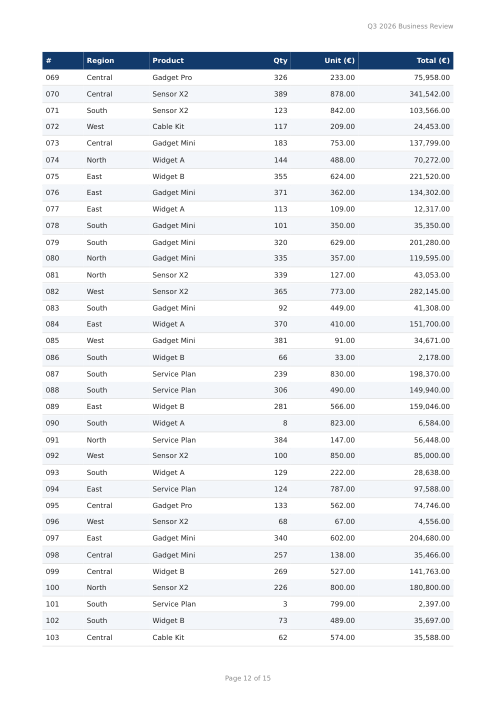 Q3 2026 Business Review
# Region Product Qty Unit (€) Total (€)
069 Central Gadget Pro 326 233.00 75,958.00
070 Central Sensor X2 389 878.00 341,542.00
071 South Sensor X2 123 842.00 103,566.00
072 West Cable Kit 117 209.00 24,453.00
073 Central Gadget Mini 183 753.00 137,799.00
074 North Widget A 144 488.00 70,272.00
075 East Widget B 355 624.00 221,520.00
076 East Gadget Mini 371 362.00 134,302.00
077 East Widget A 113 109.00 12,317.00
078 South Gadget Mini 101 350.00 35,350.00
079 South Gadget Mini 320 629.00 201,280.00
080 North Gadget Mini 335 357.00 119,595.00
081 North Sensor X2 339 127.00 43,053.00
082 West Sensor X2 365 773.00 282,145.00
083 South Gadget Mini 92 449.00 41,308.00
084 East Widget A 370 410.00 151,700.00
085 West Gadget Mini 381 91.00 34,671.00
086 South Widget B 66 33.00 2,178.00
087 South Service Plan 239 830.00 198,370.00
088 South Service Plan 306 490.00 149,940.00
089 East Widget B 281 566.00 159,046.00
090 South Widget A 8 823.00 6,584.00
091 North Service Plan 384 147.00 56,448.00
092 West Sensor X2 100 850.00 85,000.00
093 South Widget A 129 222.00 28,638.00
094 East Service Plan 124 787.00 97,588.00
095 Central Gadget Pro 133 562.00 74,746.00
096 West Sensor X2 68 67.00 4,556.00
097 East Gadget Mini 340 602.00 204,680.00
098 Central Gadget Mini 257 138.00 35,466.00
099 Central Widget B 269 527.00 141,763.00
100 North Sensor X2 226 800.00 180,800.00
101 South Service Plan 3 799.00 2,397.00
102 South Widget B 73 489.00 35,697.00
103 Central Cable Kit 62 574.00 35,588.00
Page 12 of 15